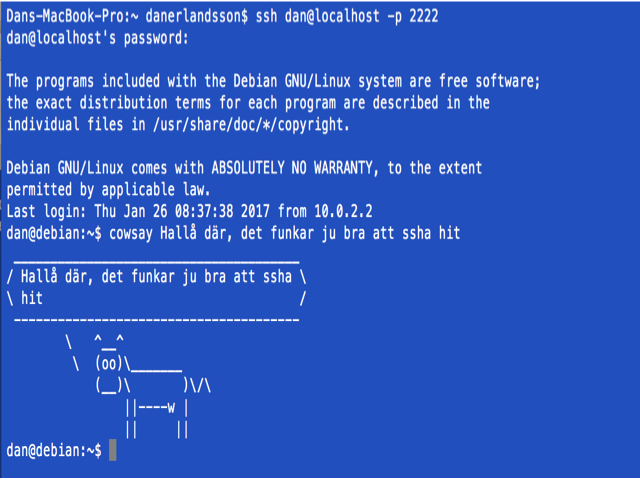 Dans-MacBook-Pro:~ danerlandsson$ ssh dan@localhost -p 2222
dan@localhost's password:
The programs included with the Debian GNU/Linux system are free software;
the exact distribution terms for each program are described in the
individual files in /usr/share/doc/*/copyright.
Debian GNU/Linux comes with ABSOLUTELY NO WARRANTY, to the extent
permitted by applicable law.
Last login: Thu Jan 26 08:37:38 2017 from 10.0.2.2
dan@debian:~$ cowsay Hallå där, det funkar ju bra att ssha hit
 ______________________________________
/ Hallå där, det funkar ju bra att ssha \
\ hit                                   /
 ---------------------------------------
        \   ^__^
         \  (oo)\_______
            (__)\       )\/\
                ||----w |
                ||     ||
dan@debian:~$